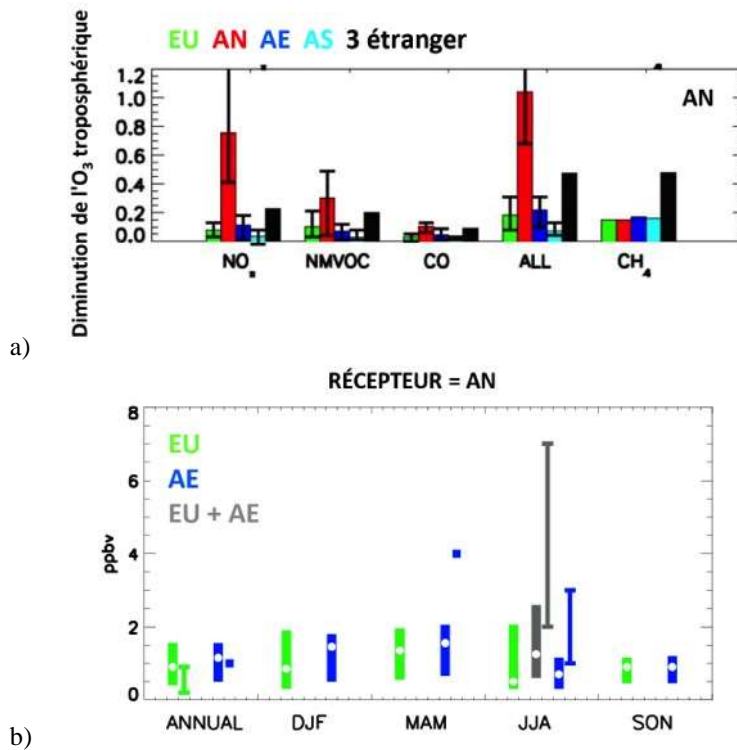 EU AN AE AS 3 étranger
Diminution de l'O₃ troposphérique
1.2
1.0
0.8
0.6
0.4
0.2
0.0
AN
NOₓ NMVOC CO ALL CH₄
a)
RÉCEPTEUR = AN
ppbv
8
6
4
2
0
EU
AE
EU + AE
ANNUAL DJF MAM JJA SON
b)